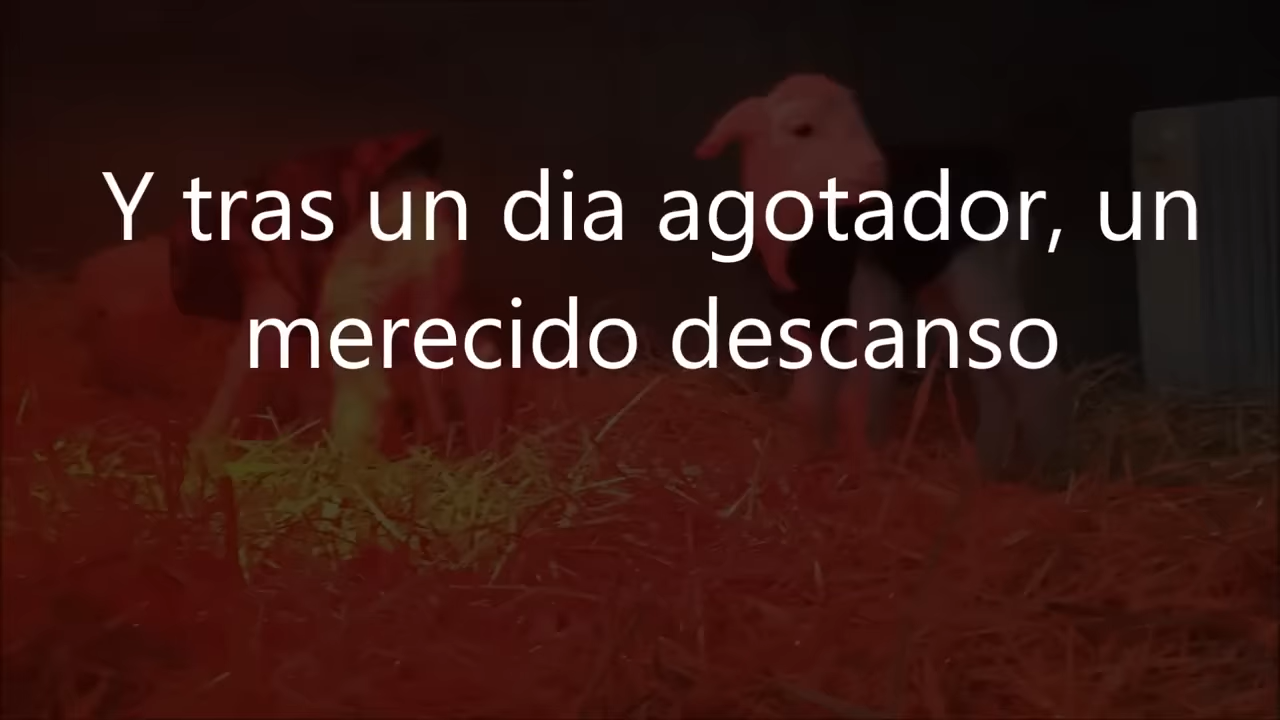 Y tras un dia agotador, un
merecido descanso